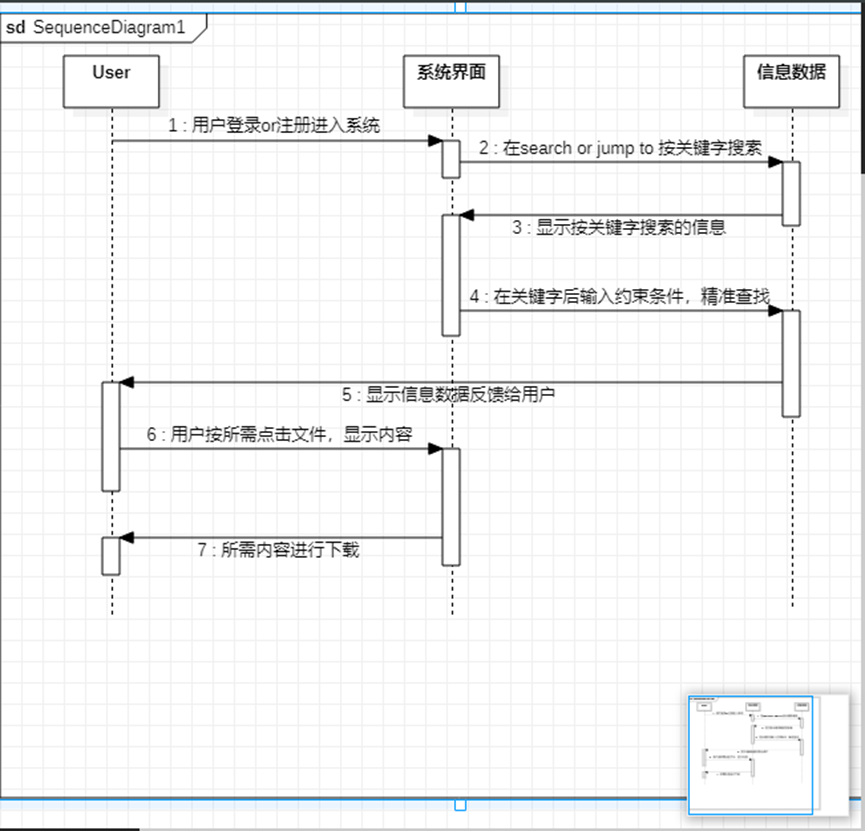 sd SequenceDiagram1
User
系统界面
信息数据
1 : 用户登录or注册进入系统
2 : 在search or jump to 按关键字搜索
3 : 显示按关键字搜索的信息
4 : 在关键字后输入约束条件，精准查找
5 : 显示信息数据反馈给用户
6 : 用户按所需点击文件，显示内容
7 : 所需内容进行下载